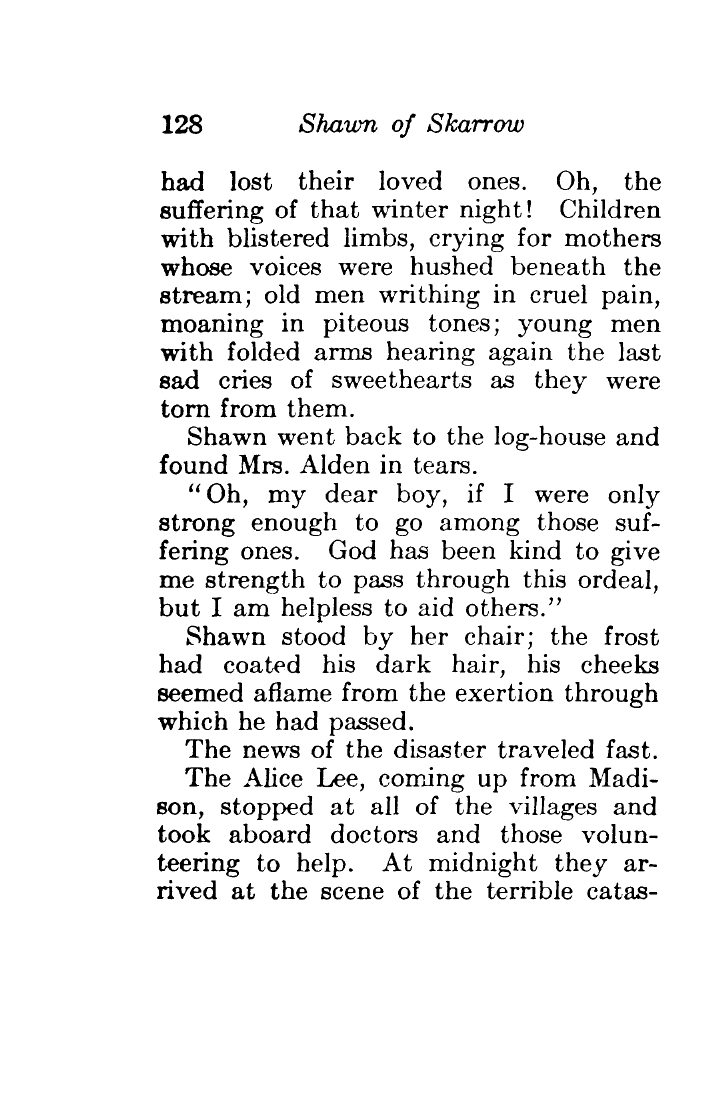 128 Shawn of Skarrow
had lost their loved ones. Oh, the
suffering of that winter night! Children
with blistered limbs, crying for mothers
whose voices were hushed beneath the
stream; old men writhing in cruel pain,
moaning in piteous tones; young men
with folded arms hearing again the last
sad cries of sweethearts as they were
torn from them.
Shawn went back to the log-house and
found Mrs. Alden in tears.
"Oh, my dear boy, if I were only
strong enough to go among those suf-
fering ones. God has been kind to give
me strength to pass through this ordeal,
but I am helpless to aid others."
Shawn stood by her chair; the frost
had coated his dark hair, his cheeks
seemed aflame from the exertion through
which he had passed.
The news of the disaster traveled fast.
The Alice Lee, coming up from Madi-
son, stopped at all of the villages and
took aboard doctors and those volun-
teering to help. At midnight they ar-
rived at the scene of the terrible catas-